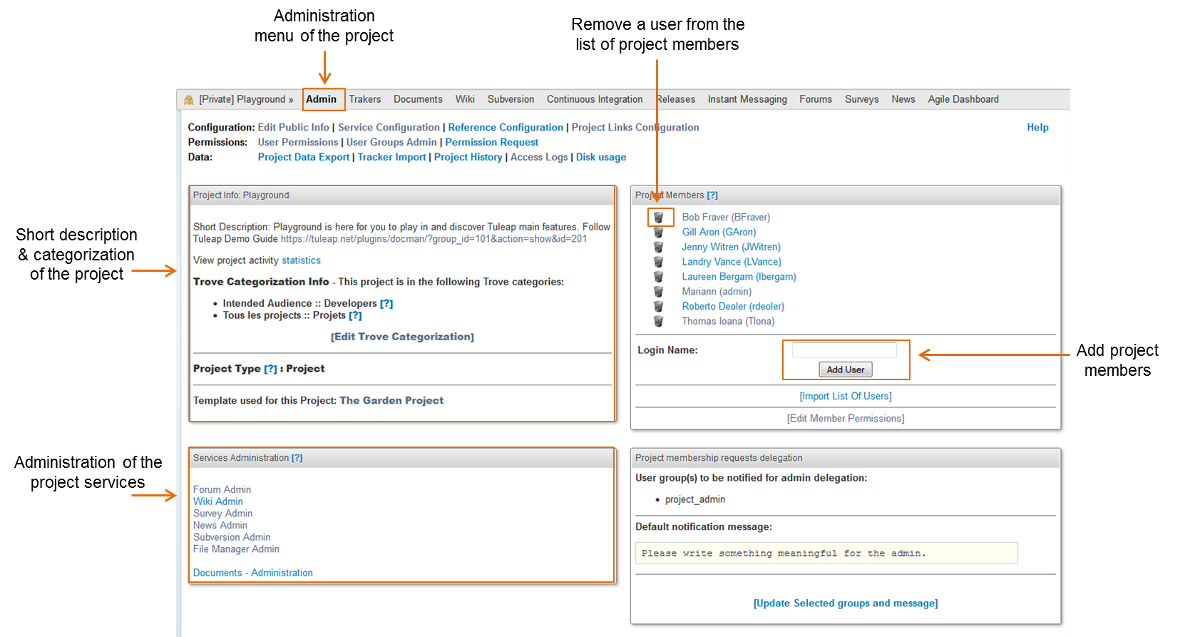 Administration
menu of the project
Remove a user from the
list of project members
[Private] Playground » Admin Trakers Documents Wiki Subversion Continuous Integration Releases Instant Messaging Forums Surveys News Agile Dashboard
Configuration: Edit Public Info | Service Configuration | Reference Configuration | Project Links Configuration
Help
Permissions: User Permissions | User Groups Admin | Permission Request
Data: Project Data Export | Tracker Import | Project History | Access Logs | Disk usage
Short description
& categorization
of the project
Project Info: Playground
Short Description: Playground is here for you to play in and discover Tuleap main features. Follow
Tuleap Demo Guide https://tuleap.net/plugins/docman/?group_id=101&action=show&id=201
View project activity statistics
Trove Categorization Info - This project is in the following Trove categories:
• Intended Audience :: Developers [?]
• Tous les projects :: Projets [?]
[Edit Trove Categorization]
Project Type [?] : Project
Template used for this Project: The Garden Project
Project Members [?]
Bob Fraver (BFraver)
Gill Aron (GAron)
Jenny Witren (JWitren)
Landry Vance (LVance)
Laureen Bergam (lbergam)
Mariann (admin)
Roberto Deoler (rdeoler)
Thomas Ioana (TIona)
Login Name:
Add User
[Import List Of Users]
[Edit Member Permissions]
Add project
members
Administration of the
project services
Services Administration [?]
Forum Admin
Wiki Admin
Survey Admin
News Admin
Subversion Admin
File Manager Admin
Documents - Administration
Project membership requests delegation
User group(s) to be notified for admin delegation:
• project_admin
Default notification message:
Please write something meaningful for the admin.
[Update Selected groups and message]